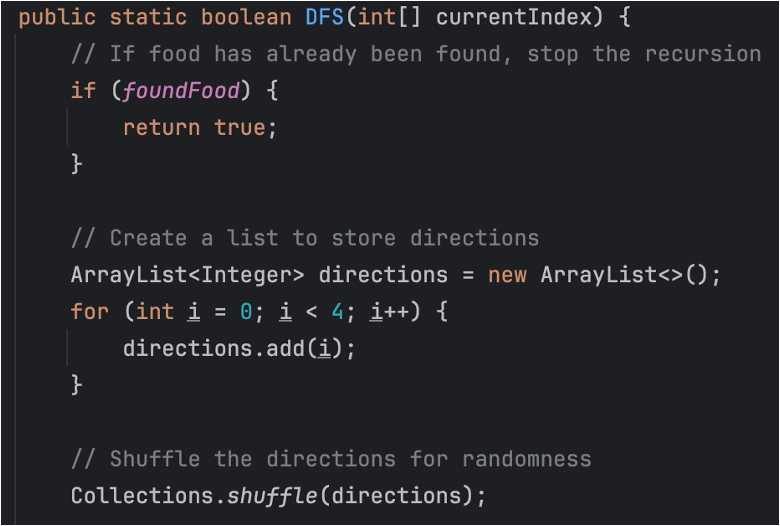 public static boolean DFS(int[] currentIndex) {
    // If food has already been found, stop the recursion
    if (foundFood) {
        return true;
    }

    // Create a list to store directions
    ArrayList<Integer> directions = new ArrayList<>();
    for (int i = 0; i < 4; i++) {
        directions.add(i);
    }

    // Shuffle the directions for randomness
    Collections.shuffle(directions);